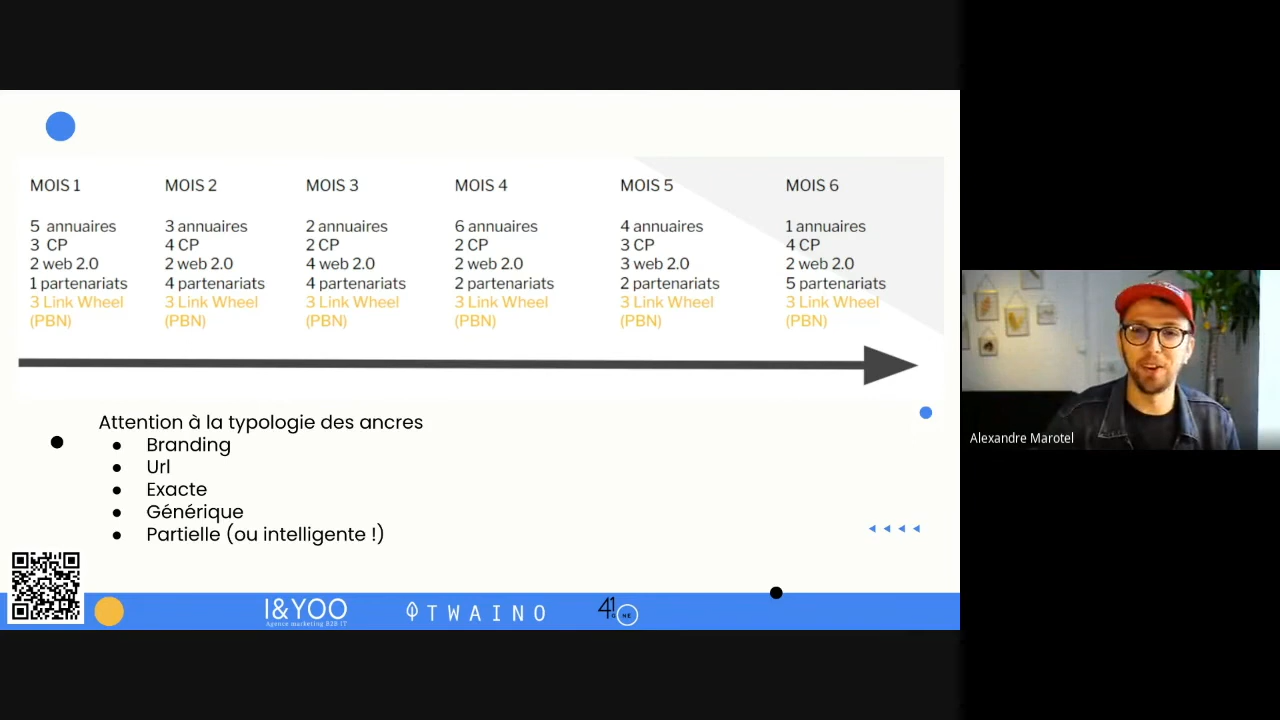 MOIS 1
5 annuaires
3 CP
2 web 2.0
1 partenariats
3 Link Wheel
(PBN)
MOIS 2
3 annuaires
4 CP
2 web 2.0
4 partenariats
3 Link Wheel
(PBN)
MOIS 3
2 annuaires
2 CP
4 web 2.0
4 partenariats
3 Link Wheel
(PBN)
MOIS 4
6 annuaires
2 CP
2 web 2.0
2 partenariats
3 Link Wheel
(PBN)
MOIS 5
4 annuaires
3 CP
3 web 2.0
2 partenariats
3 Link Wheel
(PBN)
MOIS 6
1 annuaires
4 CP
2 web 2.0
5 partenariats
3 Link Wheel
(PBN)
Attention à la typologie des ancres
● Branding
● Url
● Exacte
● Générique
● Partielle (ou intelligente !)
I&YOO
Agence marketing B2B IT
TWAINO
41
Alexandre Marotel